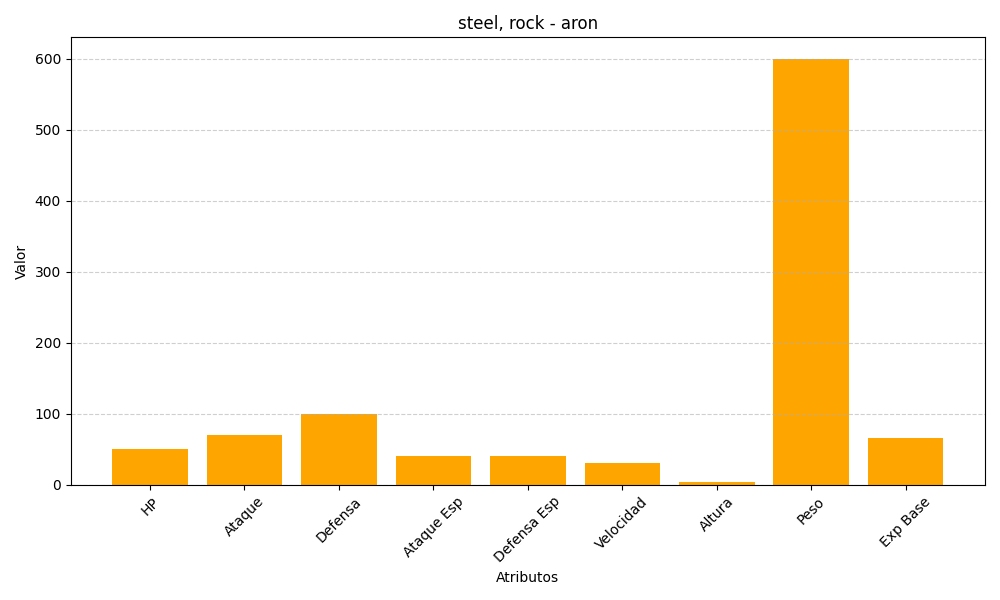 steel, rock - aron
Valor
600
500
400
300
200
100
0
HP
Ataque
Defensa
Ataque Esp
Defensa Esp
Velocidad
Altura
Peso
Exp Base
Atributos